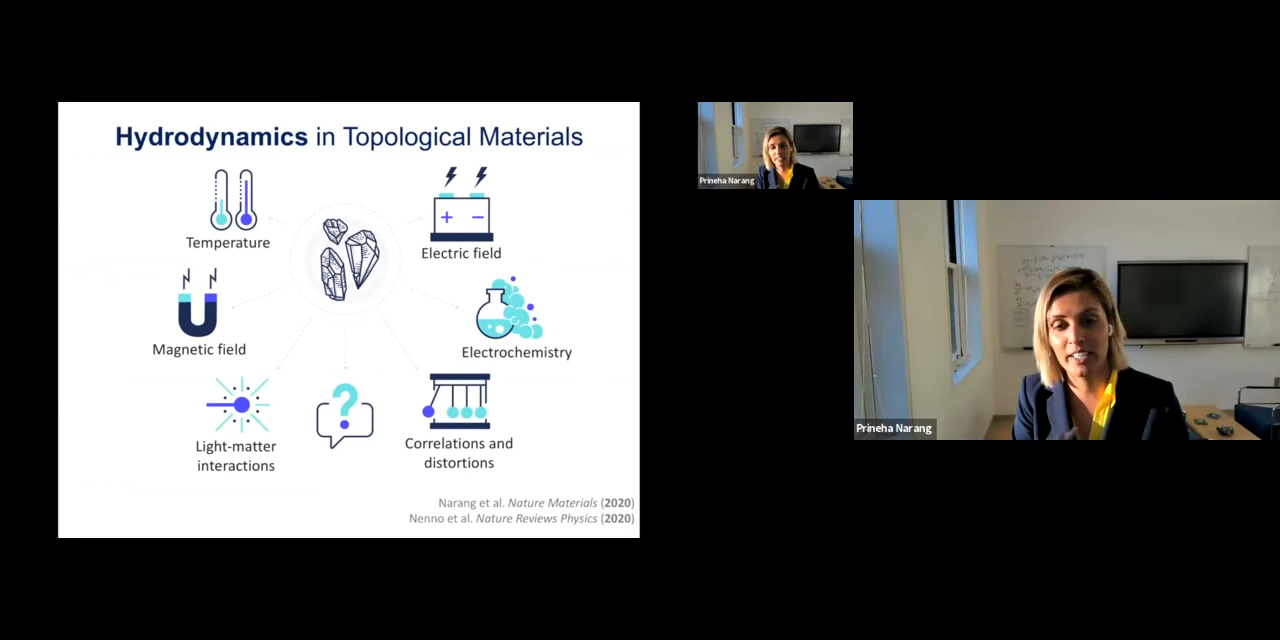 Hydrodynamics in Topological Materials
Temperature
Electric field
+ −
Magnetic field
Electrochemistry
?
Light-matter
interactions
Correlations and
distortions
Narang et al. Nature Materials (2020)
Nenno et al. Nature Reviews Physics (2020)
Prineha Narang
Prineha Narang